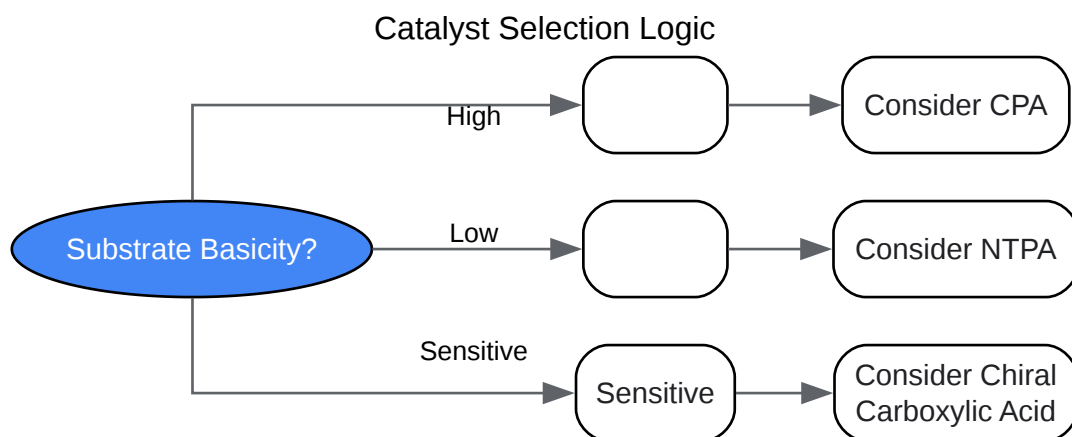 Catalyst Selection Logic
High
Consider CPA
Substrate Basicity?
Low
Consider NTPA
Sensitive
Sensitive
Consider Chiral
Carboxylic Acid